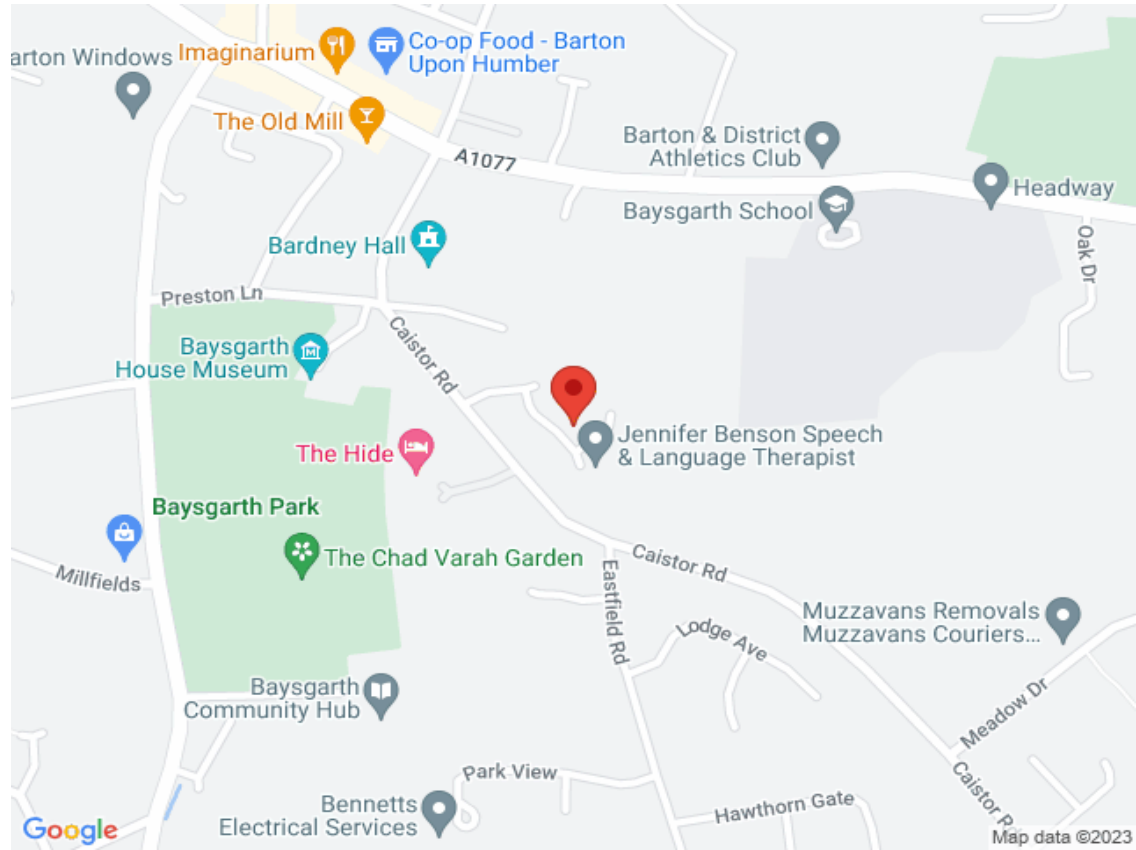 Co-op Food - Barton
Upon Humber
Imaginarium
arton Windows
The Old Mill
A1077
Barton & District
Athletics Club
Headway
Baysgarth School
Oak Dr
Bardney Hall
Preston Ln
Baysgarth
House Museum
Caistor Rd
Jennifer Benson Speech
& Language Therapist
The Hide
Baysgarth Park
The Chad Varah Garden
Millfields
Caistor Rd
Eastfield Rd
Lodge Ave
Muzzavans Removals
Muzzavans Couriers...
Baysgarth
Community Hub
Meadow Dr
Park View
Caistor Rd
Bennetts
Electrical Services
Hawthorn Gate
Google
Map data ©2023